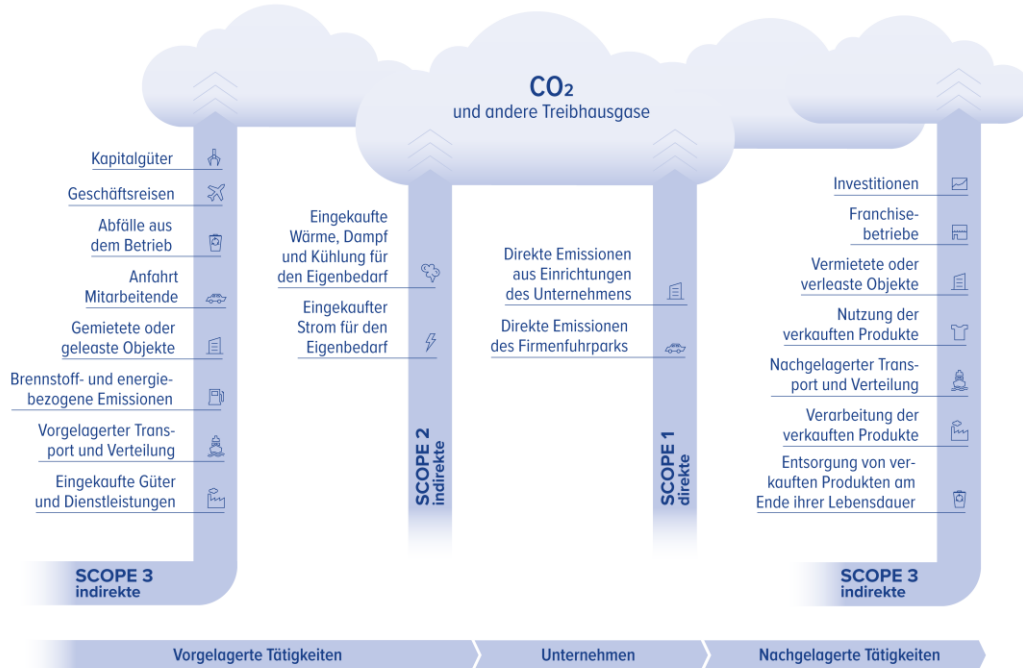 CO₂
und andere Treibhausgase
Kapitalgüter
Geschäftsreisen
Abfälle aus
dem Betrieb
Anfahrt
Mitarbeitende
Gemietete oder
geleaste Objekte
Brennstoff- und energie-
bezogene Emissionen
Vorgelagerter Trans-
port und Verteilung
Eingekaufte Güter
und Dienstleistungen
SCOPE 3
indirekte
Eingekaufte
Wärme, Dampf
und Kühlung für
den Eigenbedarf
Eingekaufter
Strom für den
Eigenbedarf
SCOPE 2
indirekte
Direkte Emissionen
aus Einrichtungen
des Unternehmens
Direkte Emissionen
des Firmenfuhrparks
SCOPE 1
direkte
Investitionen
Franchise-
betriebe
Vermietete oder
verleaste Objekte
Nutzung der
verkauften Produkte
Nachgelagerter Trans-
port und Verteilung
Verarbeitung der
verkauften Produkte
Entsorgung von ver-
kauften Produkten am
Ende ihrer Lebensdauer
SCOPE 3
indirekte
Vorgelagerte Tätigkeiten
Unternehmen
Nachgelagerte Tätigkeiten